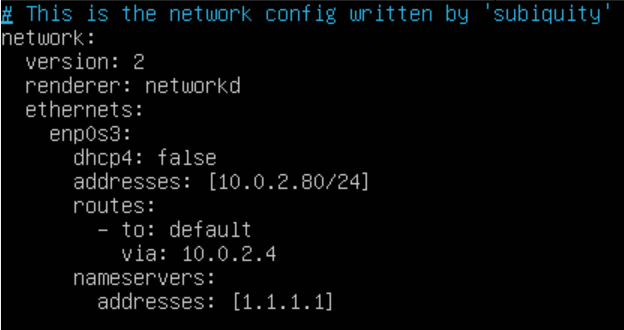 # This is the network config written by 'subiquity'
network:
  version: 2
  renderer: networkd
  ethernets:
    enp0s3:
      dhcp4: false
      addresses: [10.0.2.80/24]
      routes:
        - to: default
          via: 10.0.2.4
      nameservers:
        addresses: [1.1.1.1]